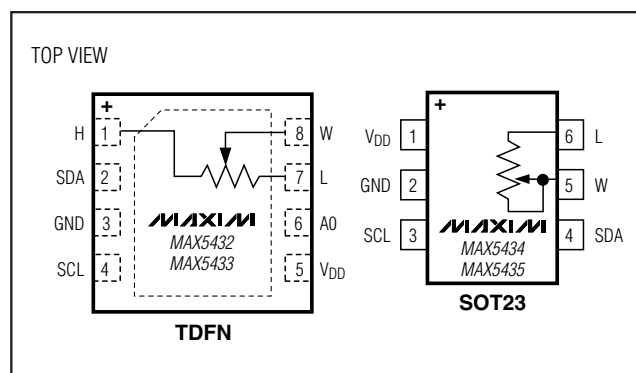 TOP VIEW
+
H 1
SDA 2
GND 3
SCL 4
8 W
7 L
6 A0
5 VDD
MAXIM
MAX5432
MAX5433
TDFN
+
VDD 1
GND 2
SCL 3
6 L
5 W
4 SDA
MAXIM
MAX5434
MAX5435
SOT23